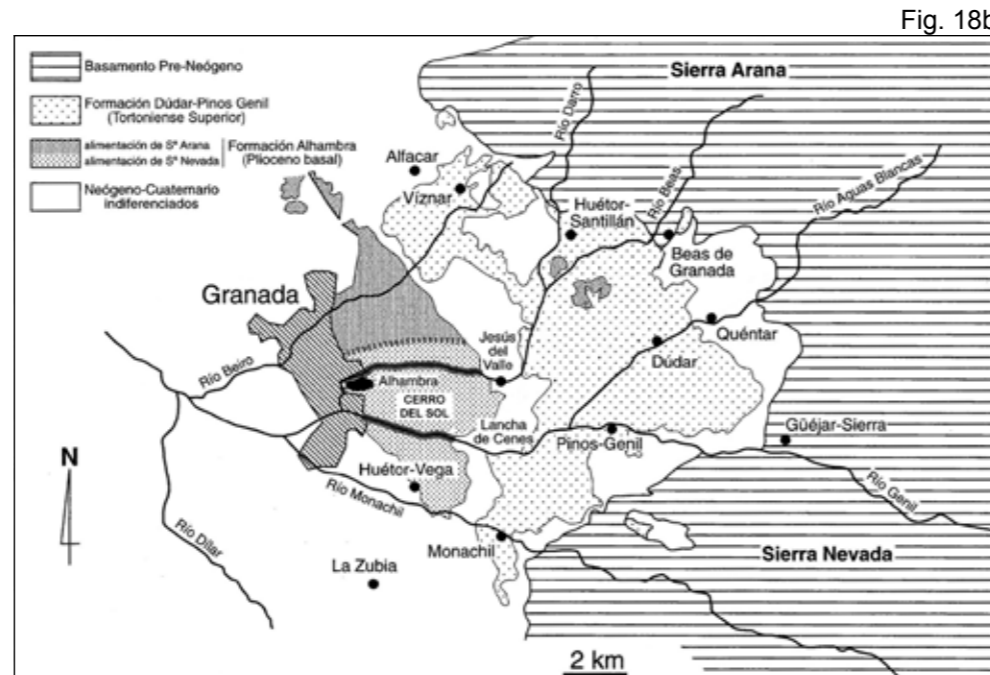 Fig. 18b
Basamento Pre-Neógeno
Formación Dúdar-Pinos Genil
(Tortoniense Superior)
alimentación de Sª Arana
alimentación de Sª Nevada
Formación Alhambra
(Plioceno basal)
Neógeno-Cuaternario
indiferenciados
Sierra Arana
Río Darro
Río Beas
Río Aguas Blancas
Alfacar
Víznar
Huétor-
Santillán
Beas de
Granada
Granada
Quéntar
Jesús
del
Valle
Dúdar
Río Beiro
Alhambra
CERRO
DEL SOL
Lancha
de Cenes
Pinos-Genil
Güéjar-Sierra
N
Huétor-Vega
Río Monachil
Río Genil
Río Dílar
Monachil
Sierra Nevada
La Zubia
2 km